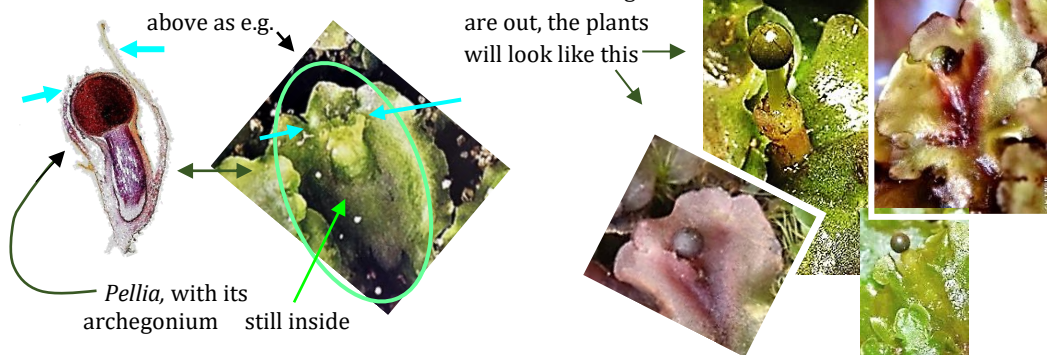 above as e.g.
are out, the plants
will look like this
Pellia, with its
archegonium
still inside